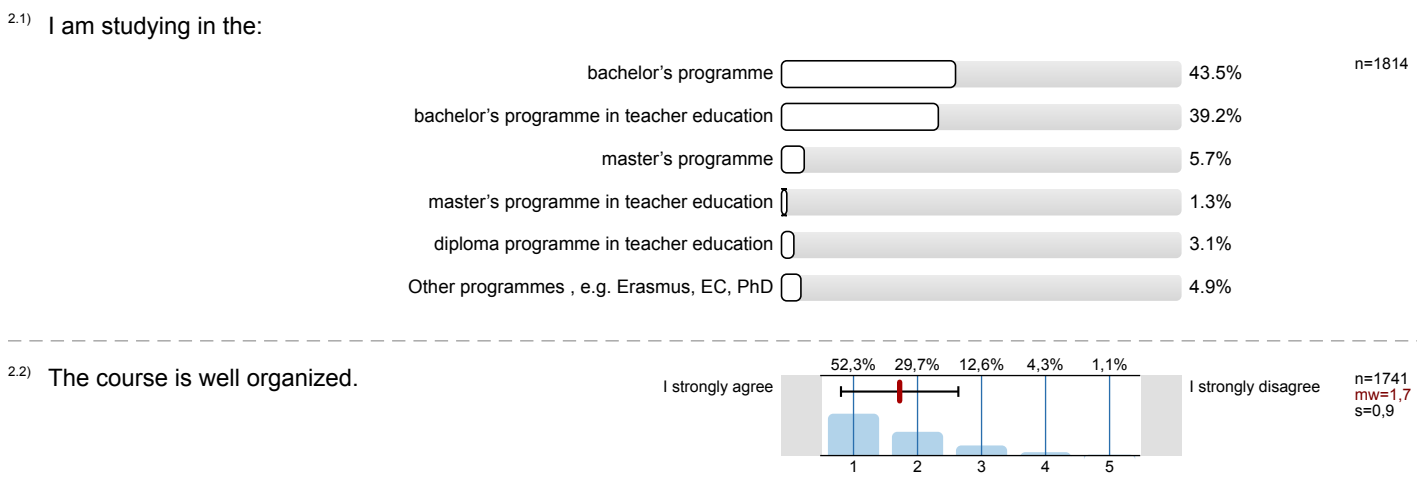 2.1) I am studying in the:
bachelor’s programme 43.5% n=1814
bachelor’s programme in teacher education 39.2%
master’s programme 5.7%
master’s programme in teacher education 1.3%
diploma programme in teacher education 3.1%
Other programmes , e.g. Erasmus, EC, PhD 4.9%
2.2) The course is well organized.
52,3% 29,7% 12,6% 4,3% 1,1%
I strongly agree I strongly disagree
n=1741
mw=1,7
s=0,9
1 2 3 4 5